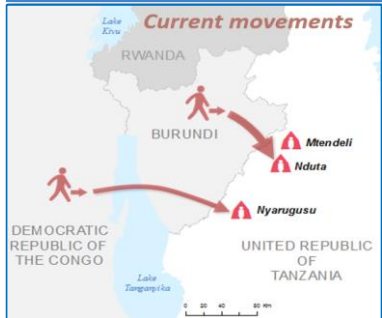 Current movements
Lake
Kivu
RWANDA
BURUNDI
Mtendeli
Nduta
Nyarugusu
DEMOCRATIC
REPUBLIC OF
THE CONGO
UNITED REPUBLIC
OF
TANZANIA
Lake
Tanganyika
0 20 40 80 Km